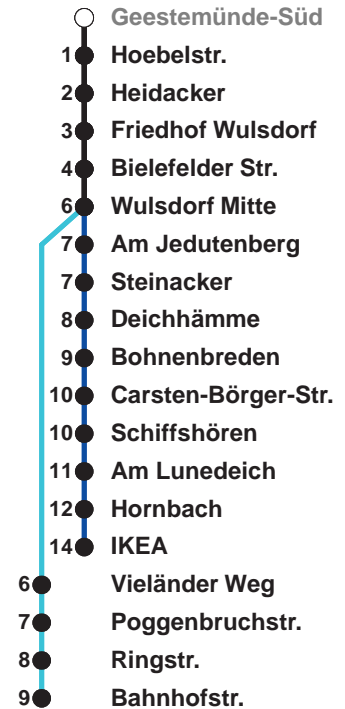 Geestemünde-Süd
1 Hoebelstr.
2 Heidacker
3 Friedhof Wulsdorf
4 Bielefelder Str.
6 Wulsdorf Mitte
7 Am Jedutenberg
7 Steinacker
8 Deichhämme
9 Bohnenbreden
10 Carsten-Börger-Str.
10 Schiffshören
11 Am Lunedeich
12 Hornbach
14 IKEA
6 Vieländer Weg
7 Poggenbruchstr.
8 Ringstr.
9 Bahnhofstr.